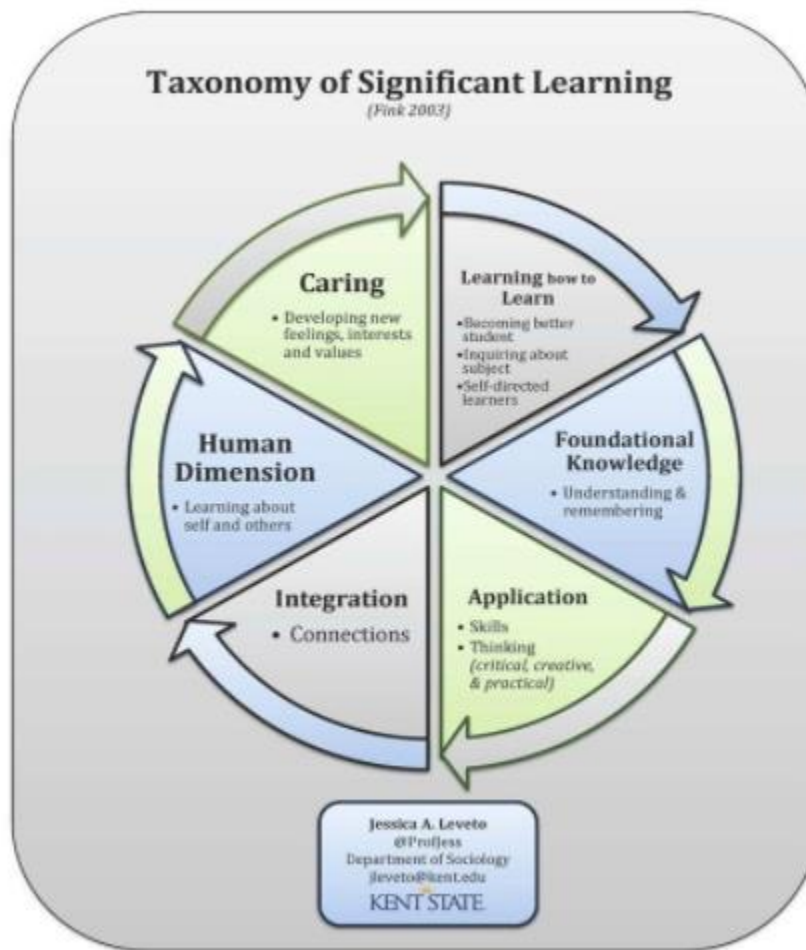 Taxonomy of Significant Learning
(Fink 2003)
Caring
• Developing new
feelings, interests
and values
Learning how to
Learn
•Becoming better
student
•Inquiring about
subject
•Self-directed
learners
Foundational
Knowledge
• Understanding &
remembering
Application
• Skills
• Thinking
(critical, creative,
& practical)
Integration
• Connections
Human
Dimension
• Learning about
self and others
Jessica A. Leveto
@ProfJess
Department of Sociology
jleveto@kent.edu
KENT STATE